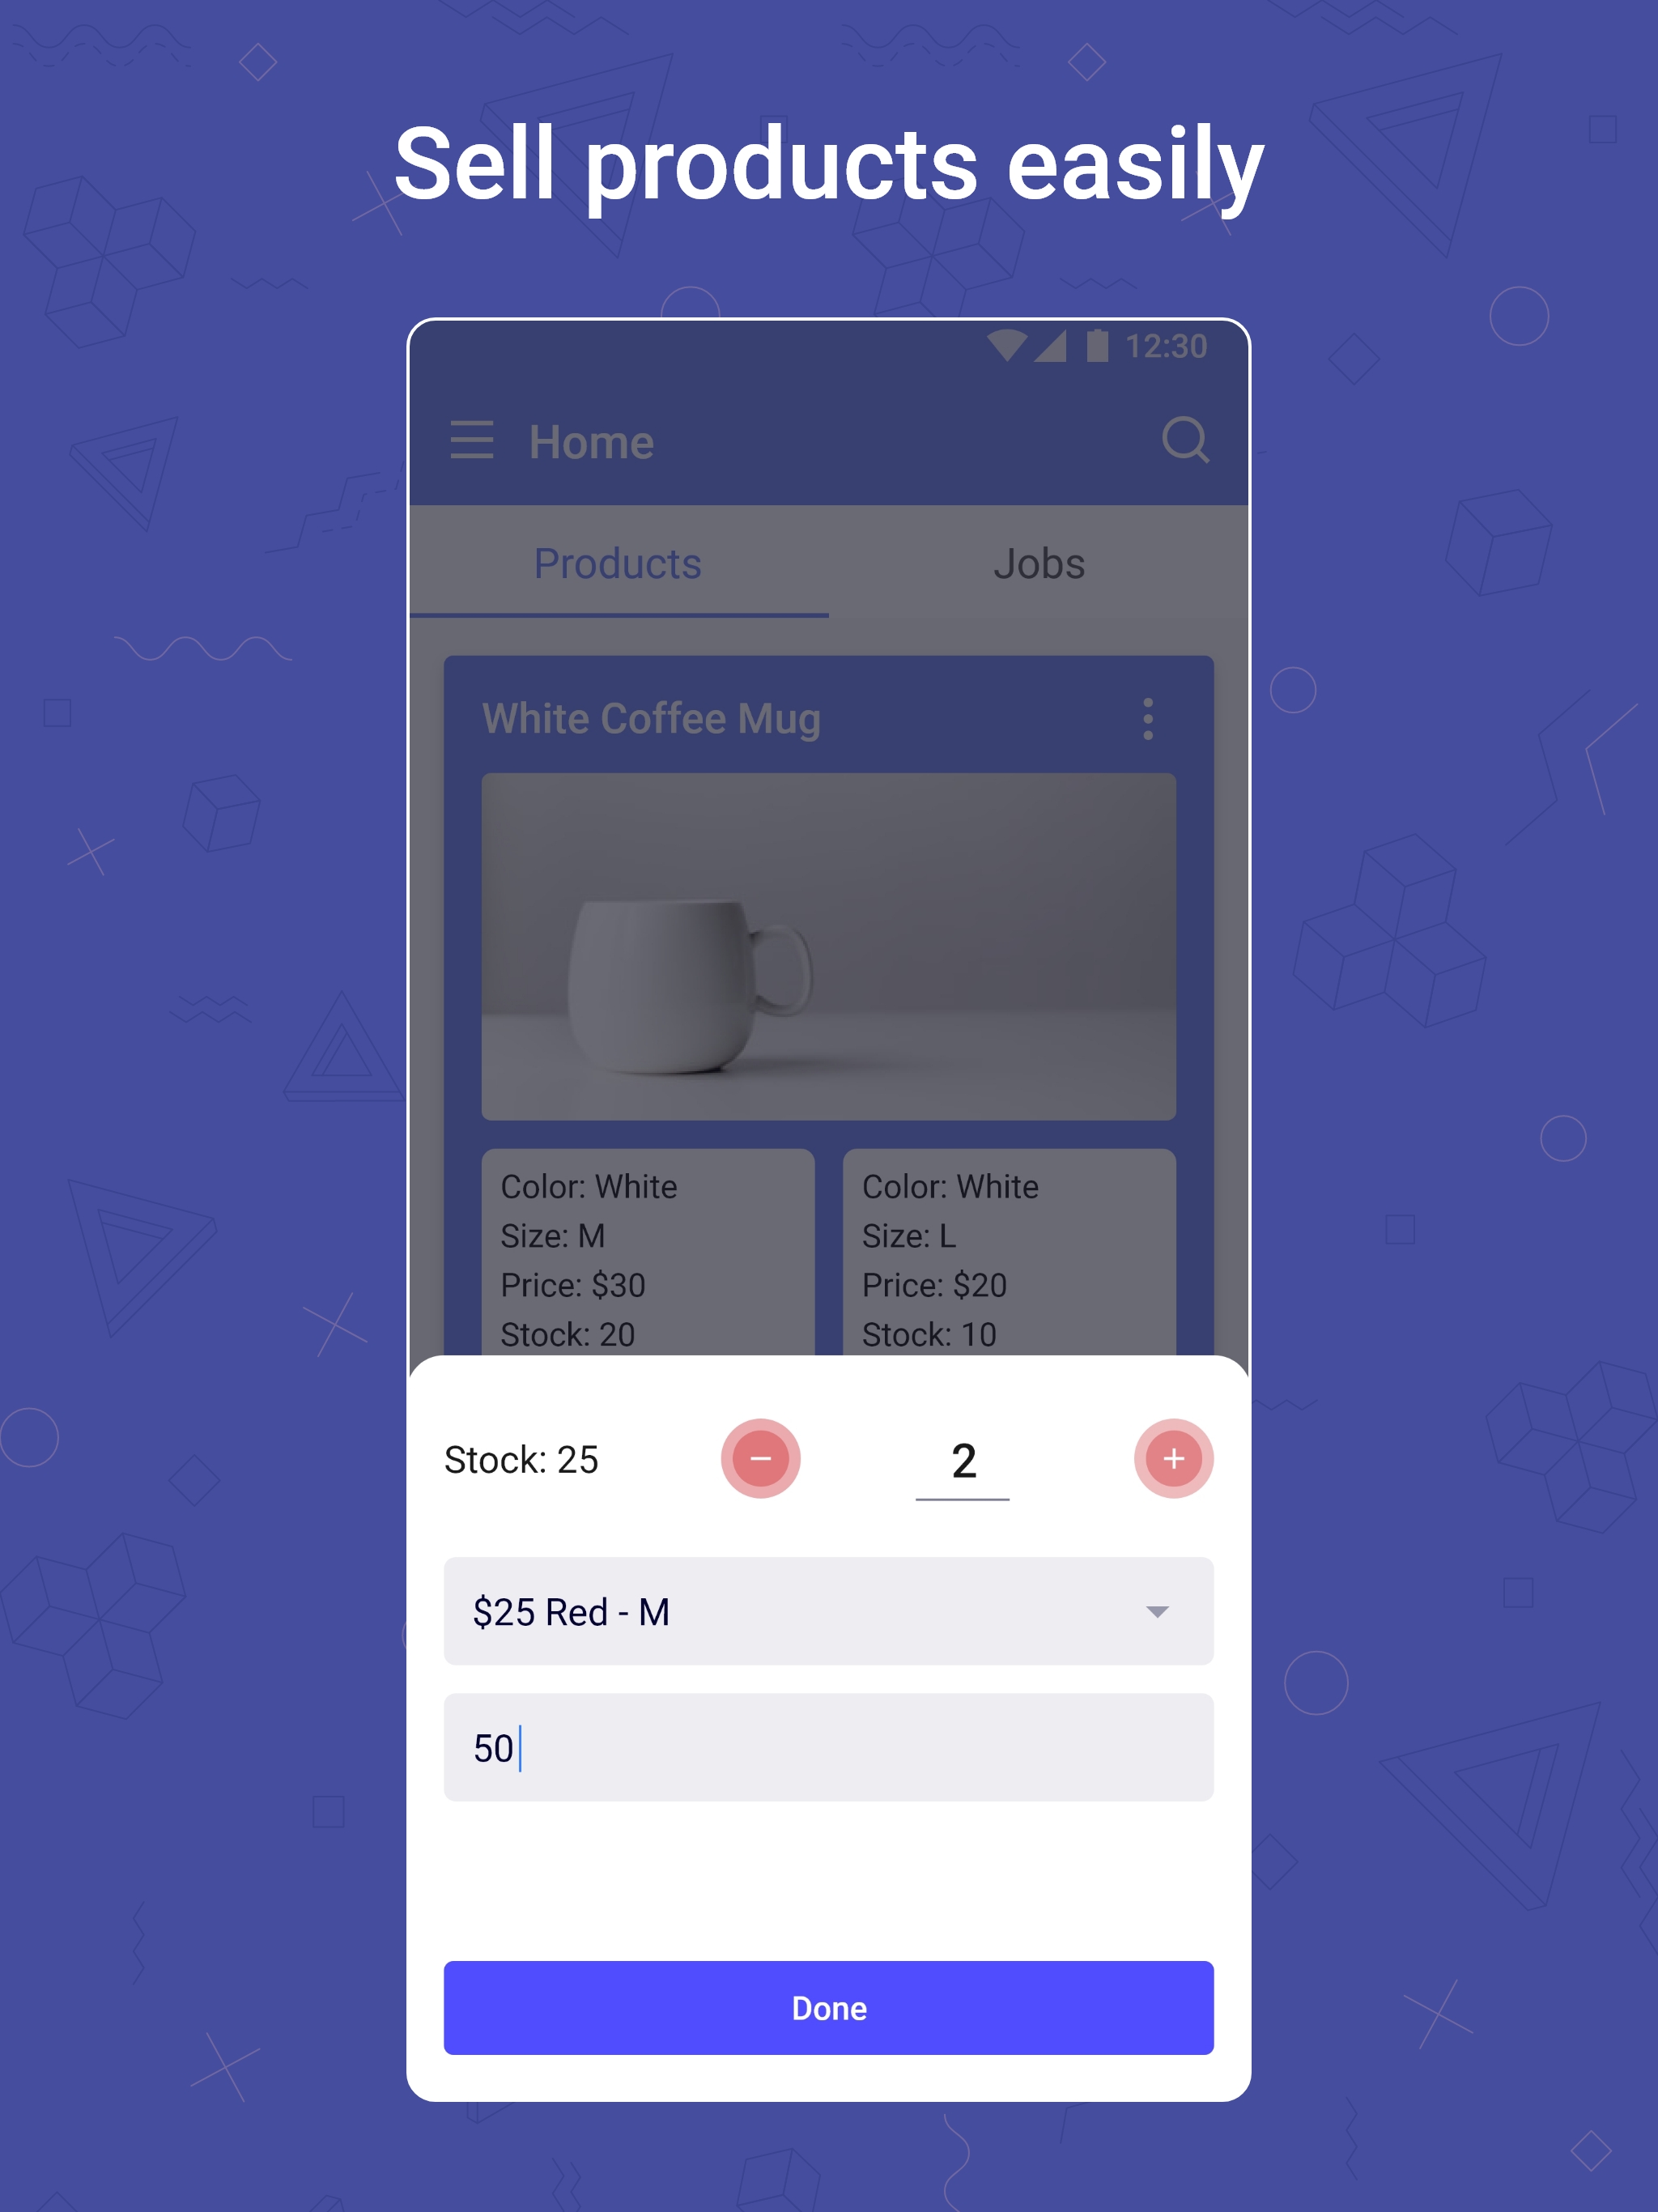 Sell products easily
12:30
Home
Products
Jobs
White Coffee Mug
Color: White
Size: M
Price: $30
Stock: 20
Color: White
Size: L
Price: $20
Stock: 10
Stock: 25
2
$25 Red - M
50
Done